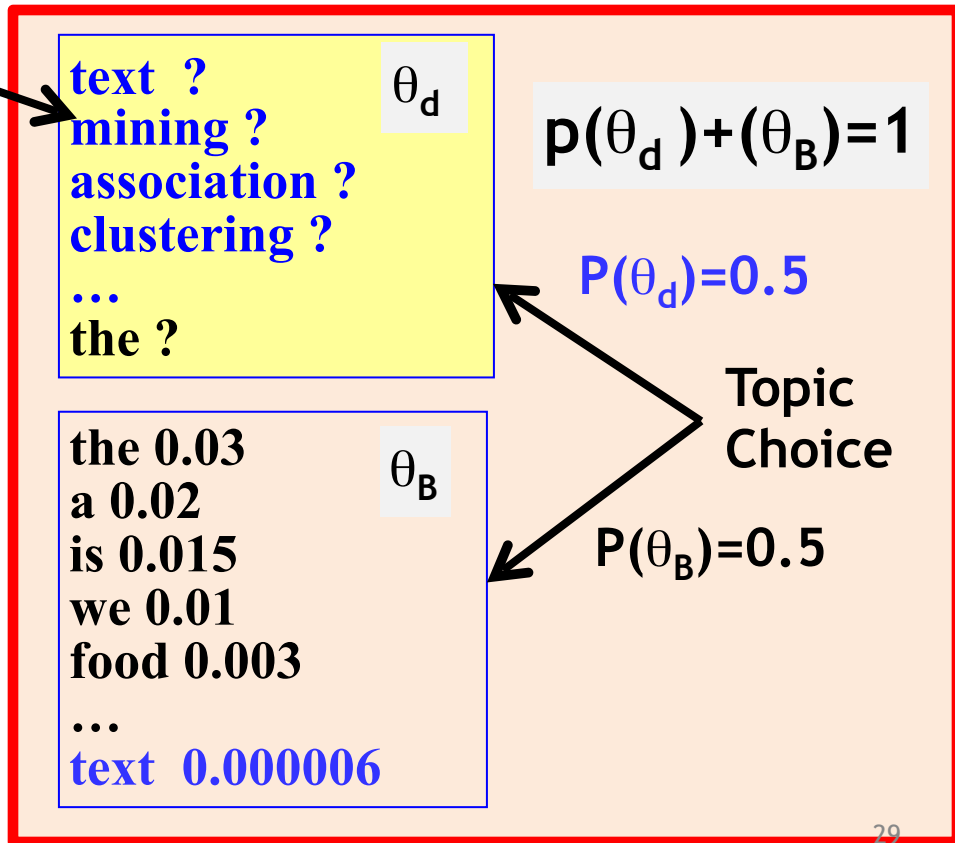 text ?
mining ?
association ?
clustering ?
…
the ?
θd
p(θd )+(θB)=1
P(θd)=0.5
Topic
Choice
P(θB)=0.5
the 0.03
a 0.02
is 0.015
we 0.01
food 0.003
…
text 0.000006
θB
29